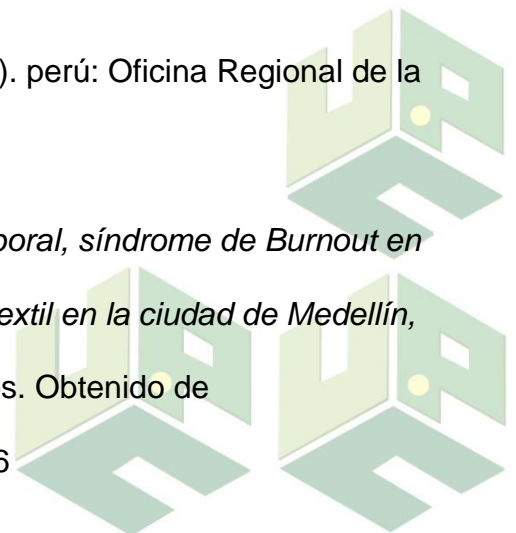 ). perú: Oficina Regional de la
boral, síndrome de Burnout en
extil en la ciudad de Medellín,
s. Obtenido de
6